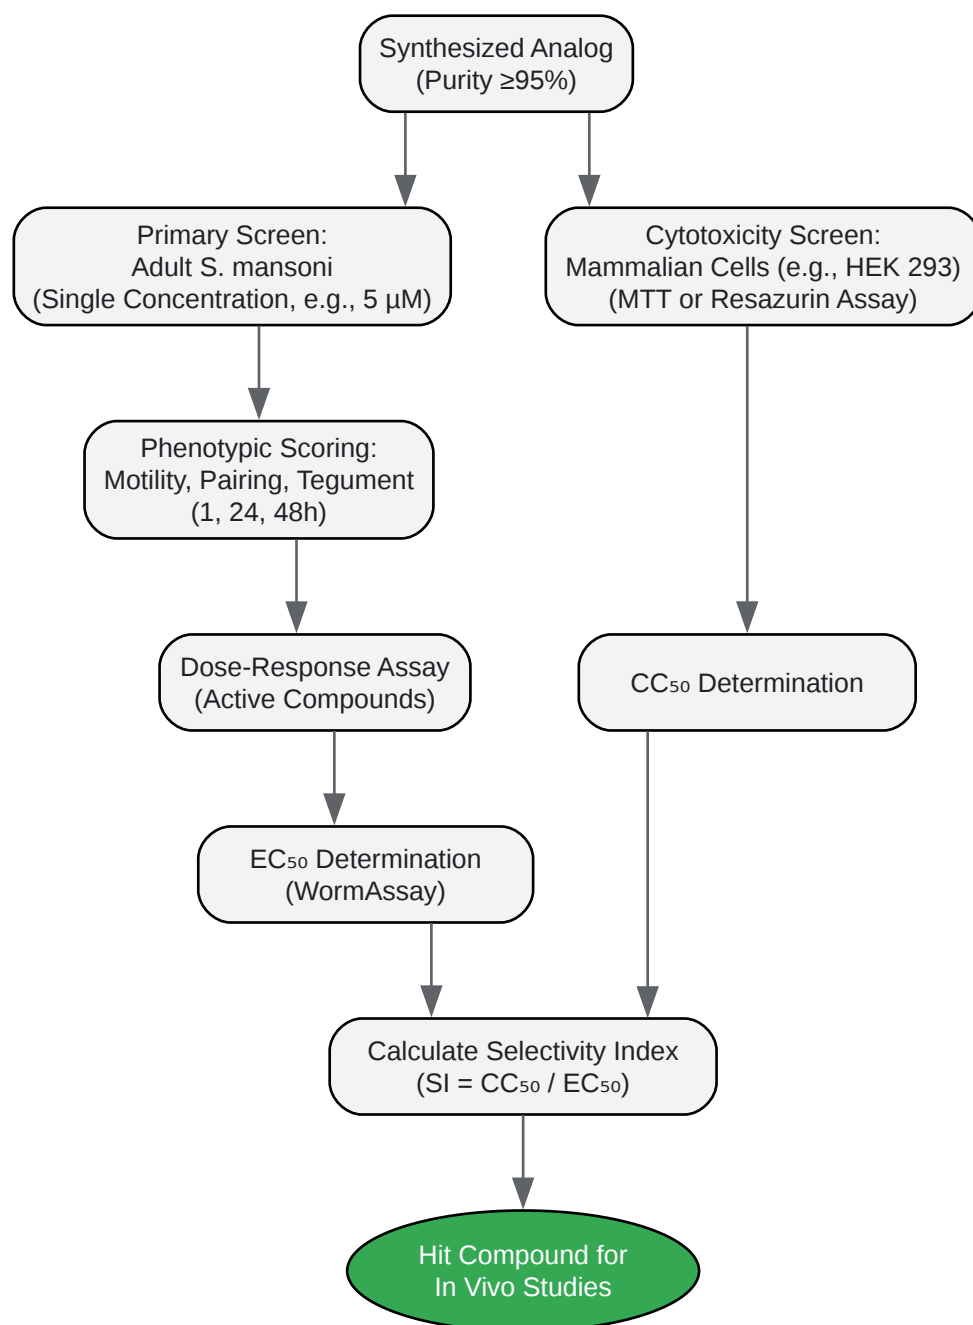 Synthesized Analog
(Purity ≥95%)
Primary Screen:
Adult S. mansoni
(Single Concentration, e.g., 5 µM)
Cytotoxicity Screen:
Mammalian Cells (e.g., HEK 293)
(MTT or Resazurin Assay)
Phenotypic Scoring:
Motility, Pairing, Tegument
(1, 24, 48h)
Dose-Response Assay
(Active Compounds)
CC₅₀ Determination
EC₅₀ Determination
(WormAssay)
Calculate Selectivity Index
(SI = CC₅₀ / EC₅₀)
Hit Compound for
In Vivo Studies